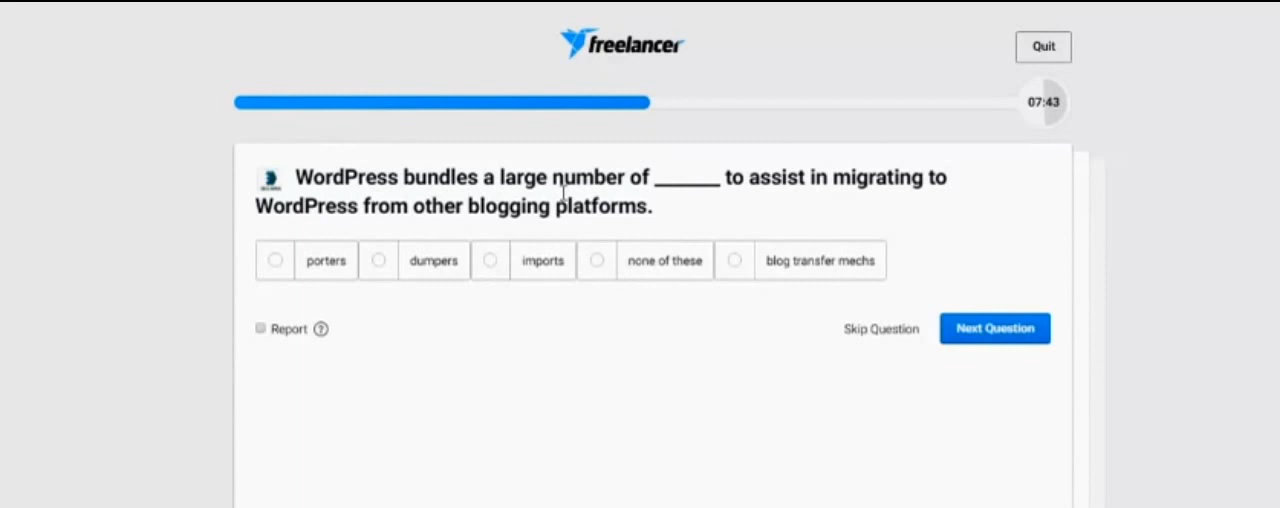 freelancer
Quit
07:43
WordPress bundles a large number of ______ to assist in migrating to
WordPress from other blogging platforms.
porters dumpers imports none of these blog transfer mechs
Report ? Skip Question Next Question